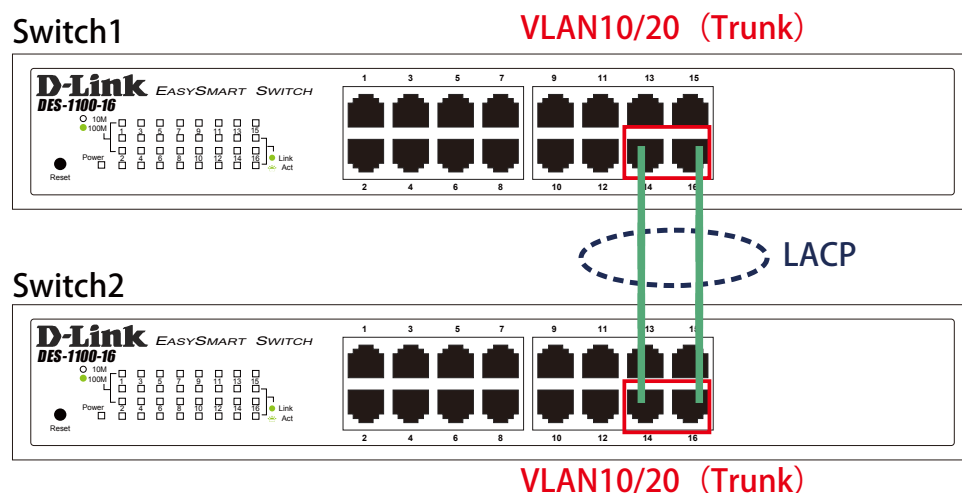 Switch1
VLAN10/20（Trunk）
D-Link EASYSMART SWITCH
DES-1100-16
10M
100M
1 3 5 7 9 11 13 15
Power 2 4 6 8 10 12 14 16 Link
Act
Reset
1 3 5 7 9 11 13 15
2 4 6 8 10 12 14 16
LACP
Switch2
D-Link EASYSMART SWITCH
DES-1100-16
10M
100M
1 3 5 7 9 11 13 15
Power 2 4 6 8 10 12 14 16 Link
Act
Reset
1 3 5 7 9 11 13 15
2 4 6 8 10 12 14 16
VLAN10/20（Trunk）